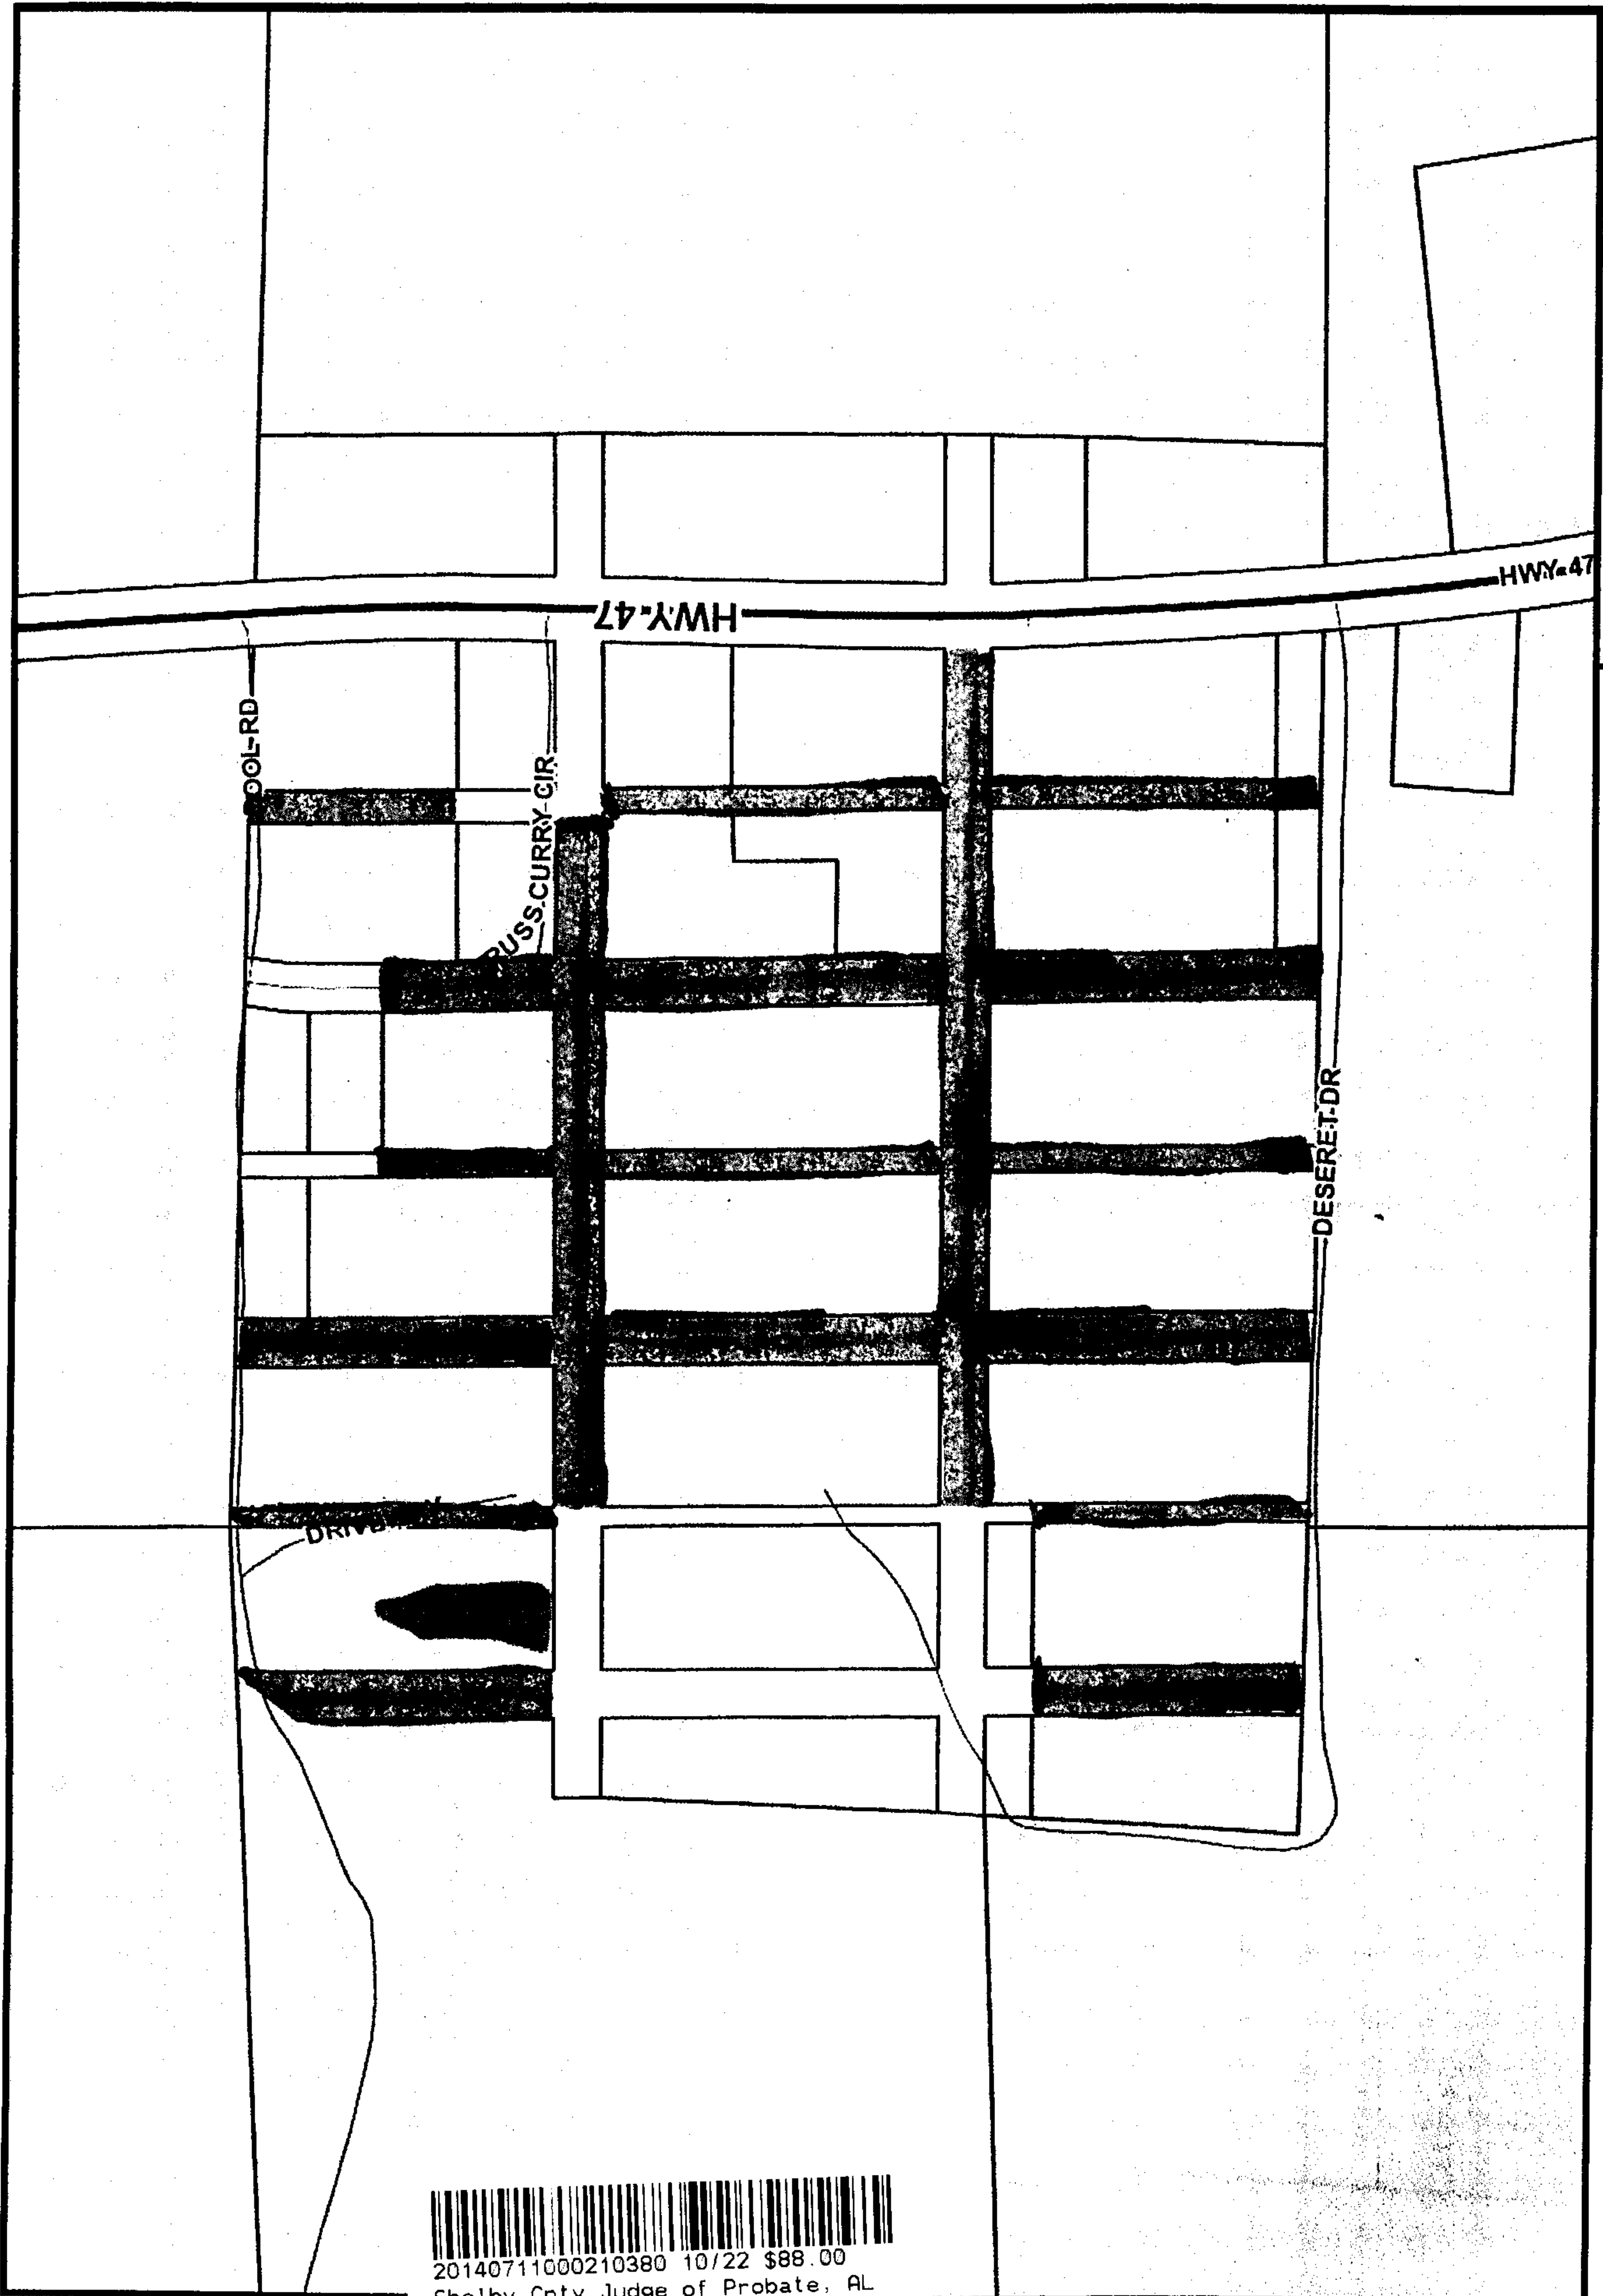 HWY 47
HWY 47
OOL RD
RUSS CURRY CIR
DESERET DR
20140711000210380 10/22 $88.00
Shelby Cnty Judge of Probate, AL